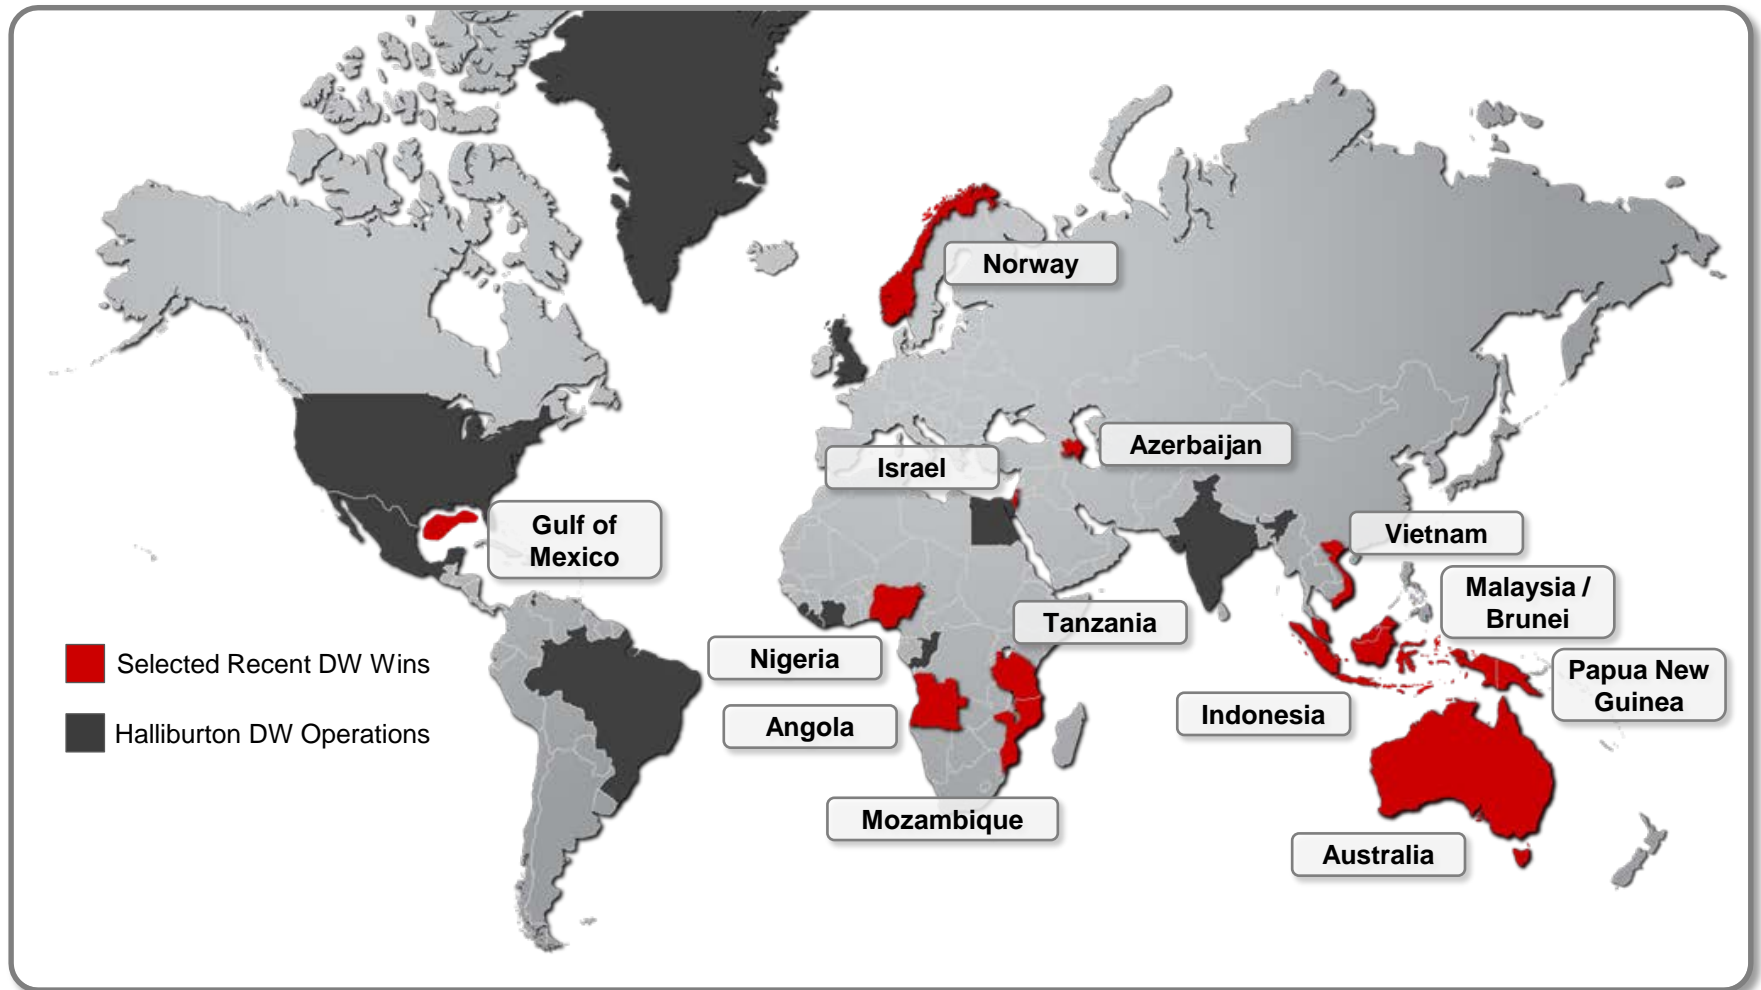 Norway
Azerbaijan
Israel
Gulf of
Mexico
Vietnam
Malaysia /
Brunei
Tanzania
Nigeria
Papua New
Guinea
Indonesia
Angola
Mozambique
Australia
Selected Recent DW Wins
Halliburton DW Operations